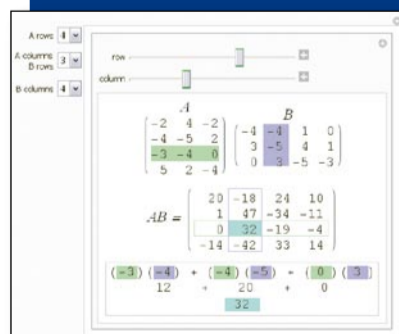 A rows 4
A columns
B rows 3
B columns 4
row
column
A B
-2 4 -2
-4 -5 2
-3 -4 0
5 2 -4
-4 -4 1 0
3 -5 4 1
0 3 -5 -3
AB =
20 -18 24 10
1 47 -34 -11
0 32 -19 -4
-14 -42 33 14
(-3)(-4) + (-4)(-5) + (0)(3)
12 + 20 + 0
32